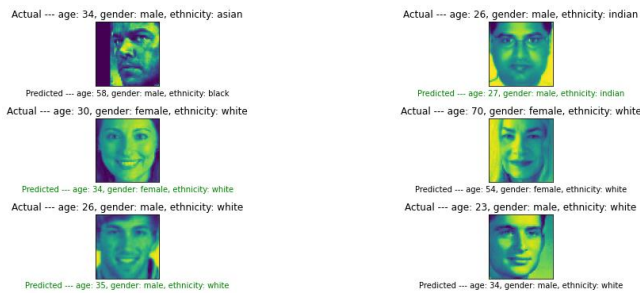 Actual --- age: 34, gender: male, ethnicity: asian
Predicted --- age: 58, gender: male, ethnicity: black
Actual --- age: 26, gender: male, ethnicity: indian
Predicted --- age: 27, gender: male, ethnicity: indian
Actual --- age: 30, gender: female, ethnicity: white
Predicted --- age: 34, gender: female, ethnicity: white
Actual --- age: 70, gender: female, ethnicity: white
Predicted --- age: 54, gender: female, ethnicity: white
Actual --- age: 26, gender: male, ethnicity: white
Predicted --- age: 35, gender: male, ethnicity: white
Actual --- age: 23, gender: male, ethnicity: white
Predicted --- age: 34, gender: male, ethnicity: white